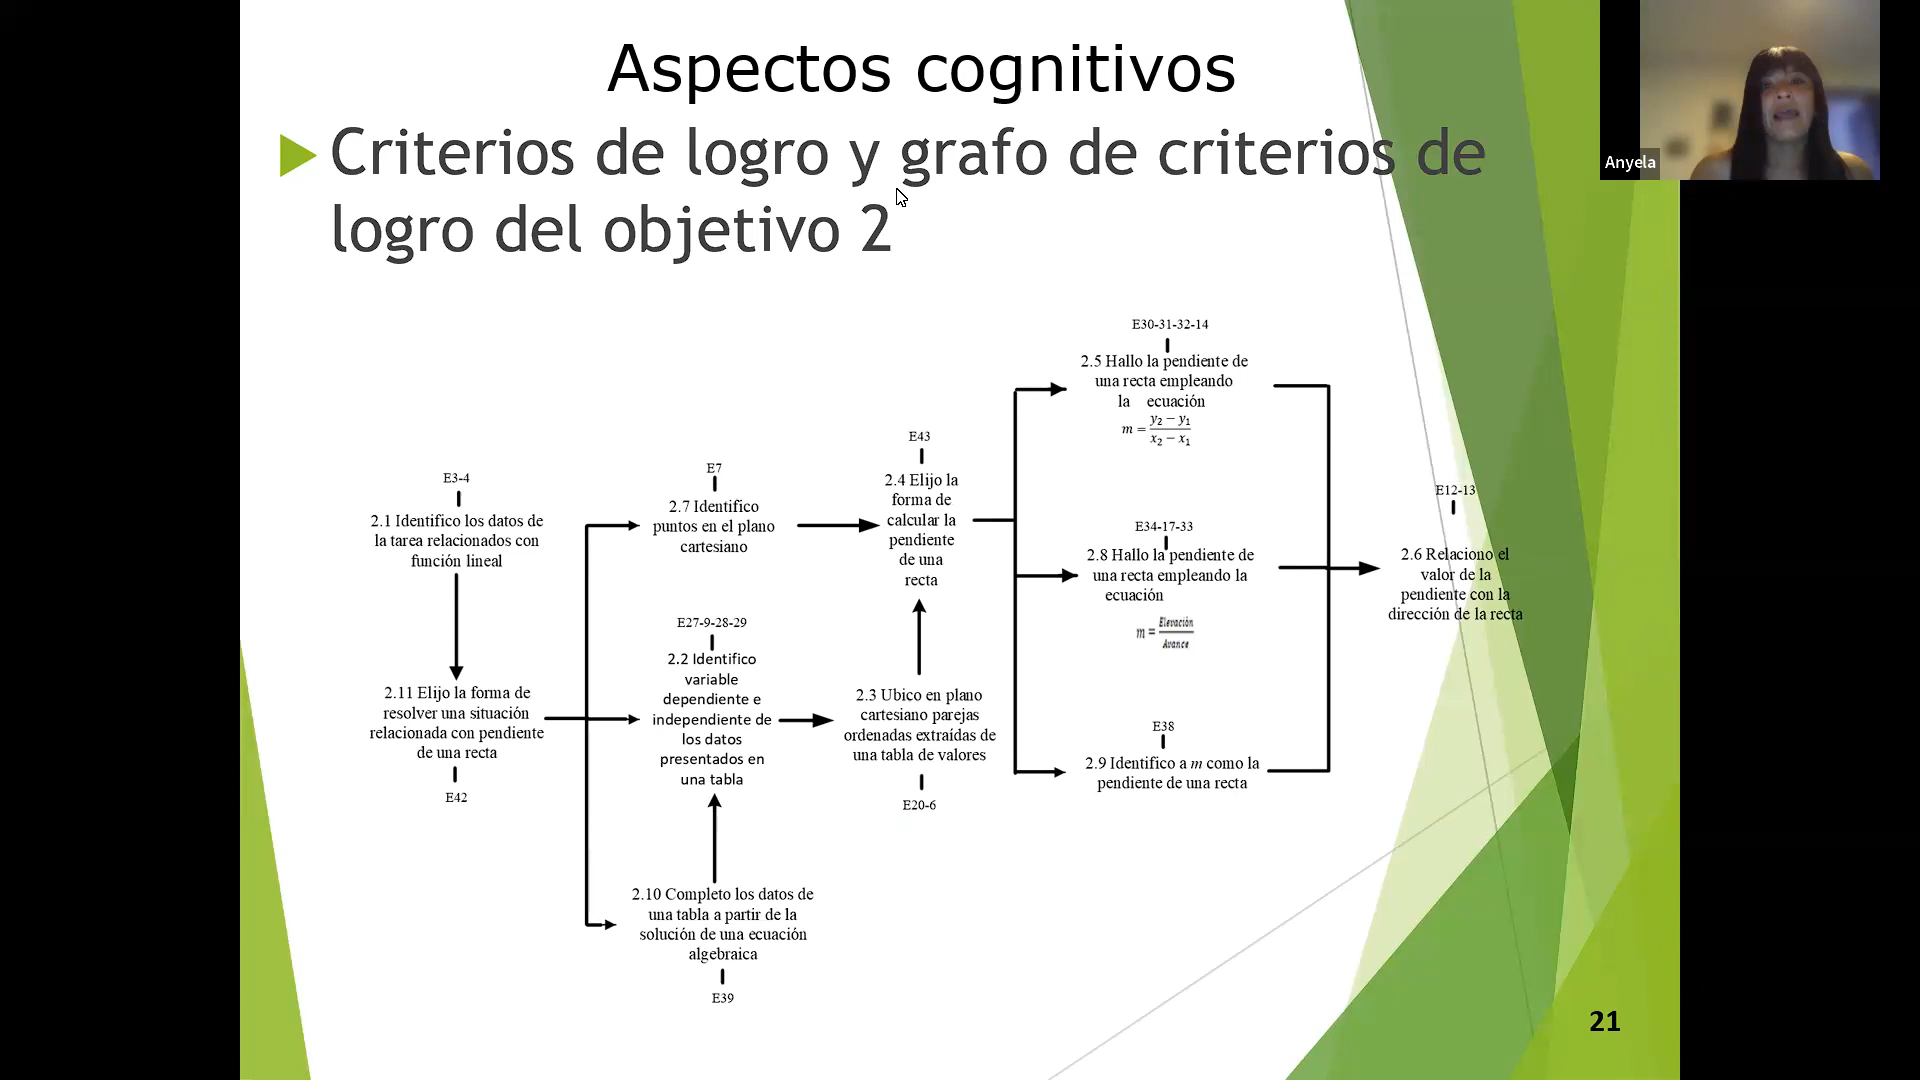 Aspectos cognitivos
Criterios de logro y grafo de criterios de
logro del objetivo 2
Anyela
E3-4
2.1 Identifico los datos de
la tarea relacionados con
función lineal
2.11 Elijo la forma de
resolver una situación
relacionada con pendiente
de una recta
E42
E7
2.7 Identifico
puntos en el plano
cartesiano
E27-9-28-29
2.2 Identifico
variable
dependiente e
independiente de
los datos
presentados en
una tabla
2.10 Completo los datos de
una tabla a partir de la
solución de una ecuación
algebraica
E39
E43
2.4 Elijo la
forma de
calcular la
pendiente
de una
recta
2.3 Ubico en plano
cartesiano parejas
ordenadas extraídas de
una tabla de valores
E20-6
E30-31-32-14
2.5 Hallo la pendiente de
una recta empleando
la ecuación
m = (y₂ − y₁)/(x₂ − x₁)
E34-17-33
2.8 Hallo la pendiente de
una recta empleando la
ecuación
m = Elevación/Avance
E38
2.9 Identifico a m como la
pendiente de una recta
E12-13
2.6 Relaciono el
valor de la
pendiente con la
dirección de la recta
21